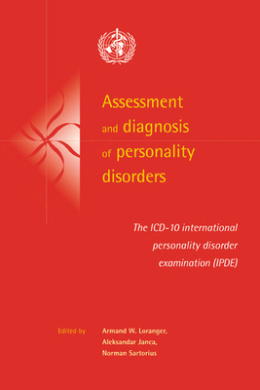 Assessment
and diagnosis
of personality
disorders
The ICD-10 international
personality disorder
examination (IPDE)
Edited by Armand W. Loranger,
Aleksandar Janca,
Norman Sartorius